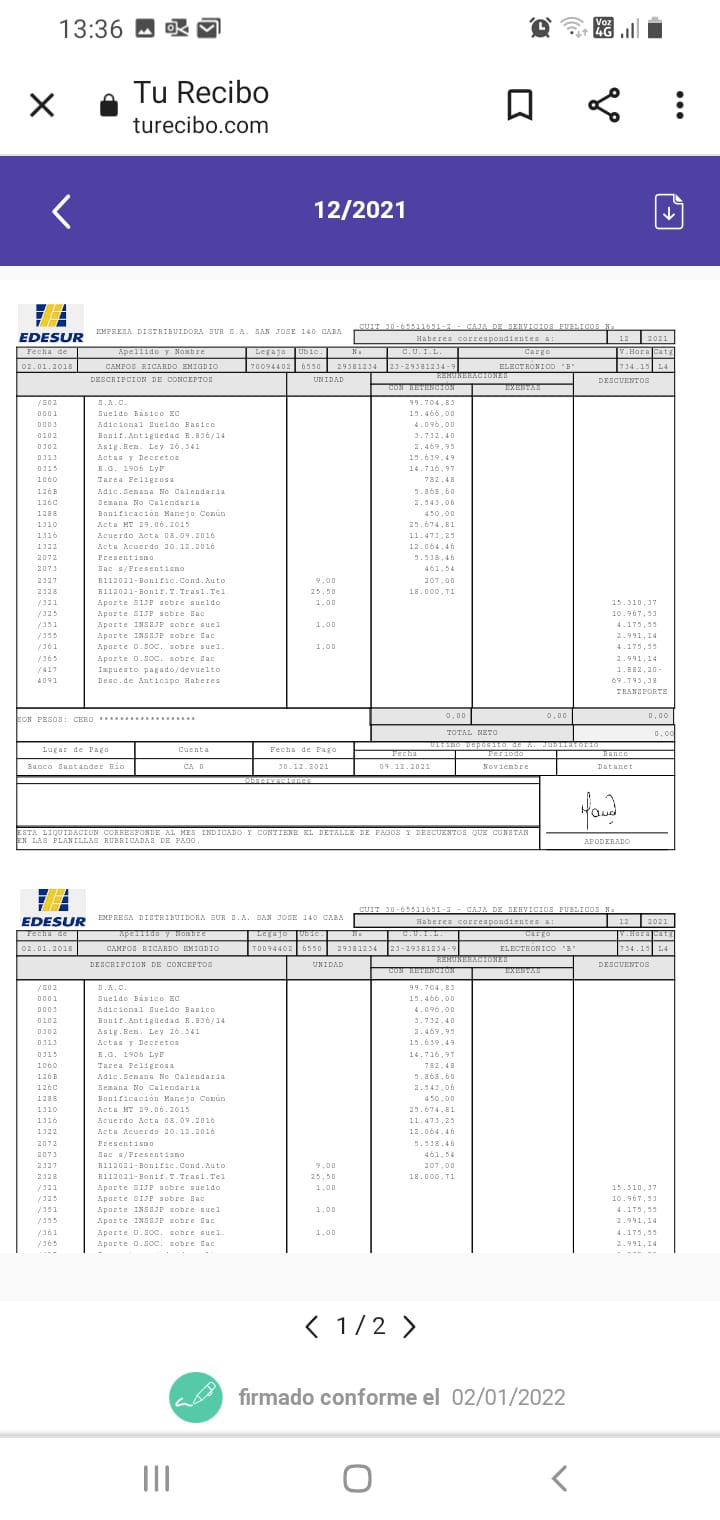 13:36 Voz 4G
Tu Recibo
turecibo.com
12/2021
EDESUR EMPRESA DISTRIBUIDORA SUR S.A. SAN JOSE 140 CABA CUIT 30-65511651-2 - CAJA DE SERVICIOS PUBLICOS N.
Haberes correspondientes a: 12 2021
Fecha de Apellido y Nombre Legajo Ubic. N. C.U.I.L. Cargo V.Hora Catg
02.01.2018 CAMPOS RICARDO EMIGDIO 70094402 6550 29381234 23-29381234-9 ELECTRONICO "B" 734.15 L4
DESCRIPCION DE CONCEPTOS UNIDAD REMUNERACIONES DESCUENTOS
CON RETENCION EXENTAS
/S02 S.A.C. 99.704,83
0001 Sueldo Básico EC 15.466,00
0003 Adicional Sueldo Basico 4.096,00
0102 Bonif.Antigüedad R.836/14 3.732,40
0302 Asig.Rem. Ley 26.341 2.469,95
0313 Actas y Decretos 15.639,49
0315 E.G. 1906 LyF 14.716,97
1060 Tarea Peligrosa 782,48
126B Adic.Semana No Calendaria 5.868,60
126C Semana No Calendaria 2.543,06
1288 Bonificación Manejo Común 450,00
1310 Acta MT 29.06.2015 25.674,81
1316 Acuerdo Acta 08.09.2016 11.473,25
1322 Acta Acuerdo 20.12.2016 12.064,46
2072 Presentismo 5.538,46
2073 Sac s/Presentismo 461,54
2327 B112021-Bonific.Cond.Auto 9,00 207,00
2328 B112021-Bonif.T.Trasl.Tel 25,50 18.000,71
/321 Aporte SIJP sobre sueldo 1,00 15.310,37
/325 Aporte SIJP sobre Sac 10.967,53
/351 Aporte INSSJP sobre suel 1,00 4.175,55
/355 Aporte INSSJP sobre Sac 2.991,14
/361 Aporte O.SOC. sobre suel. 1,00 4.175,55
/365 Aporte O.SOC. sobre Sac 2.991,14
/417 Impuesto pagado/devuelto 1.882,20-
4091 Desc.de Anticipo Haberes 69.793,38
TRANSPORTE
SON PESOS: CERO ******************* 0,00 0,00 0,00
TOTAL NETO 0,00
Lugar de Pago Cuenta Fecha de Pago Ultimo Deposito de A. Jubilatorio
Fecha Periodo Banco
Banco Santander Río CA 0 30.12.2021 09.12.2021 Noviembre Datanet
Observaciones
ESTA LIQUIDACION CORRESPONDE AL MES INDICADO Y CONTIENE EL DETALLE DE PAGOS Y DESCUENTOS QUE CONSTAN
EN LAS PLANILLAS RUBRICADAS DE PAGO.
APODERADO
EDESUR EMPRESA DISTRIBUIDORA SUR S.A. SAN JOSE 140 CABA CUIT 30-65511651-2 - CAJA DE SERVICIOS PUBLICOS N.
Haberes correspondientes a: 12 2021
Fecha de Apellido y Nombre Legajo Ubic. N. C.U.I.L. Cargo V.Hora Catg
02.01.2018 CAMPOS RICARDO EMIGDIO 70094402 6550 29381234 23-29381234-9 ELECTRONICO "B" 734.15 L4
DESCRIPCION DE CONCEPTOS UNIDAD REMUNERACIONES DESCUENTOS
CON RETENCION EXENTAS
/S02 S.A.C. 99.704,83
0001 Sueldo Básico EC 15.466,00
0003 Adicional Sueldo Basico 4.096,00
0102 Bonif.Antigüedad R.836/14 3.732,40
0302 Asig.Rem. Ley 26.341 2.469,95
0313 Actas y Decretos 15.639,49
0315 E.G. 1906 LyF 14.716,97
1060 Tarea Peligrosa 782,48
126B Adic.Semana No Calendaria 5.868,60
126C Semana No Calendaria 2.543,06
1288 Bonificación Manejo Común 450,00
1310 Acta MT 29.06.2015 25.674,81
1316 Acuerdo Acta 08.09.2016 11.473,25
1322 Acta Acuerdo 20.12.2016 12.064,46
2072 Presentismo 5.538,46
2073 Sac s/Presentismo 461,54
2327 B112021-Bonific.Cond.Auto 9,00 207,00
2328 B112021-Bonif.T.Trasl.Tel 25,50 18.000,71
/321 Aporte SIJP sobre sueldo 1,00 15.310,37
/325 Aporte SIJP sobre Sac 10.967,53
/351 Aporte INSSJP sobre suel 1,00 4.175,55
/355 Aporte INSSJP sobre Sac 2.991,14
/361 Aporte O.SOC. sobre suel. 1,00 4.175,55
/365 Aporte O.SOC. sobre Sac 2.991,14
1/2
firmado conforme el 02/01/2022